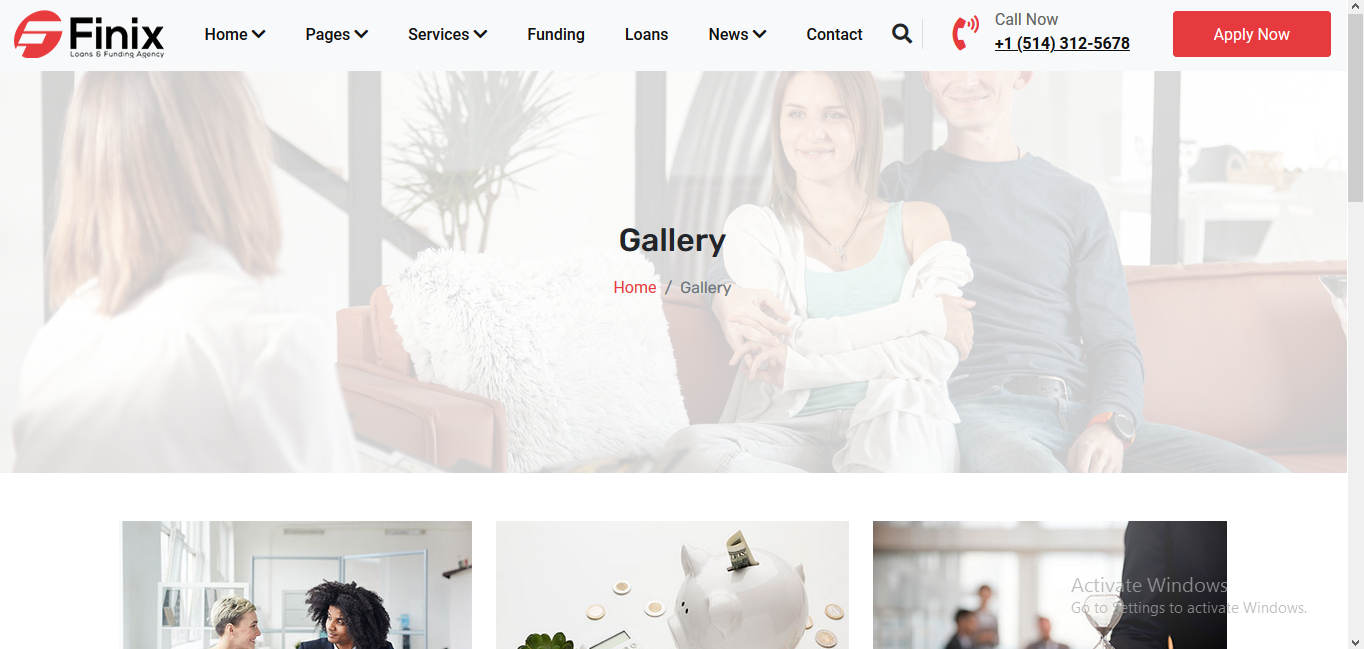 Finix
Loans & Funding Agency
Home
Pages
Services
Funding
Loans
News
Contact
Call Now
+1 (514) 312-5678
Apply Now
Gallery
Home / Gallery
Activate Windows
Go to Settings to activate Windows.